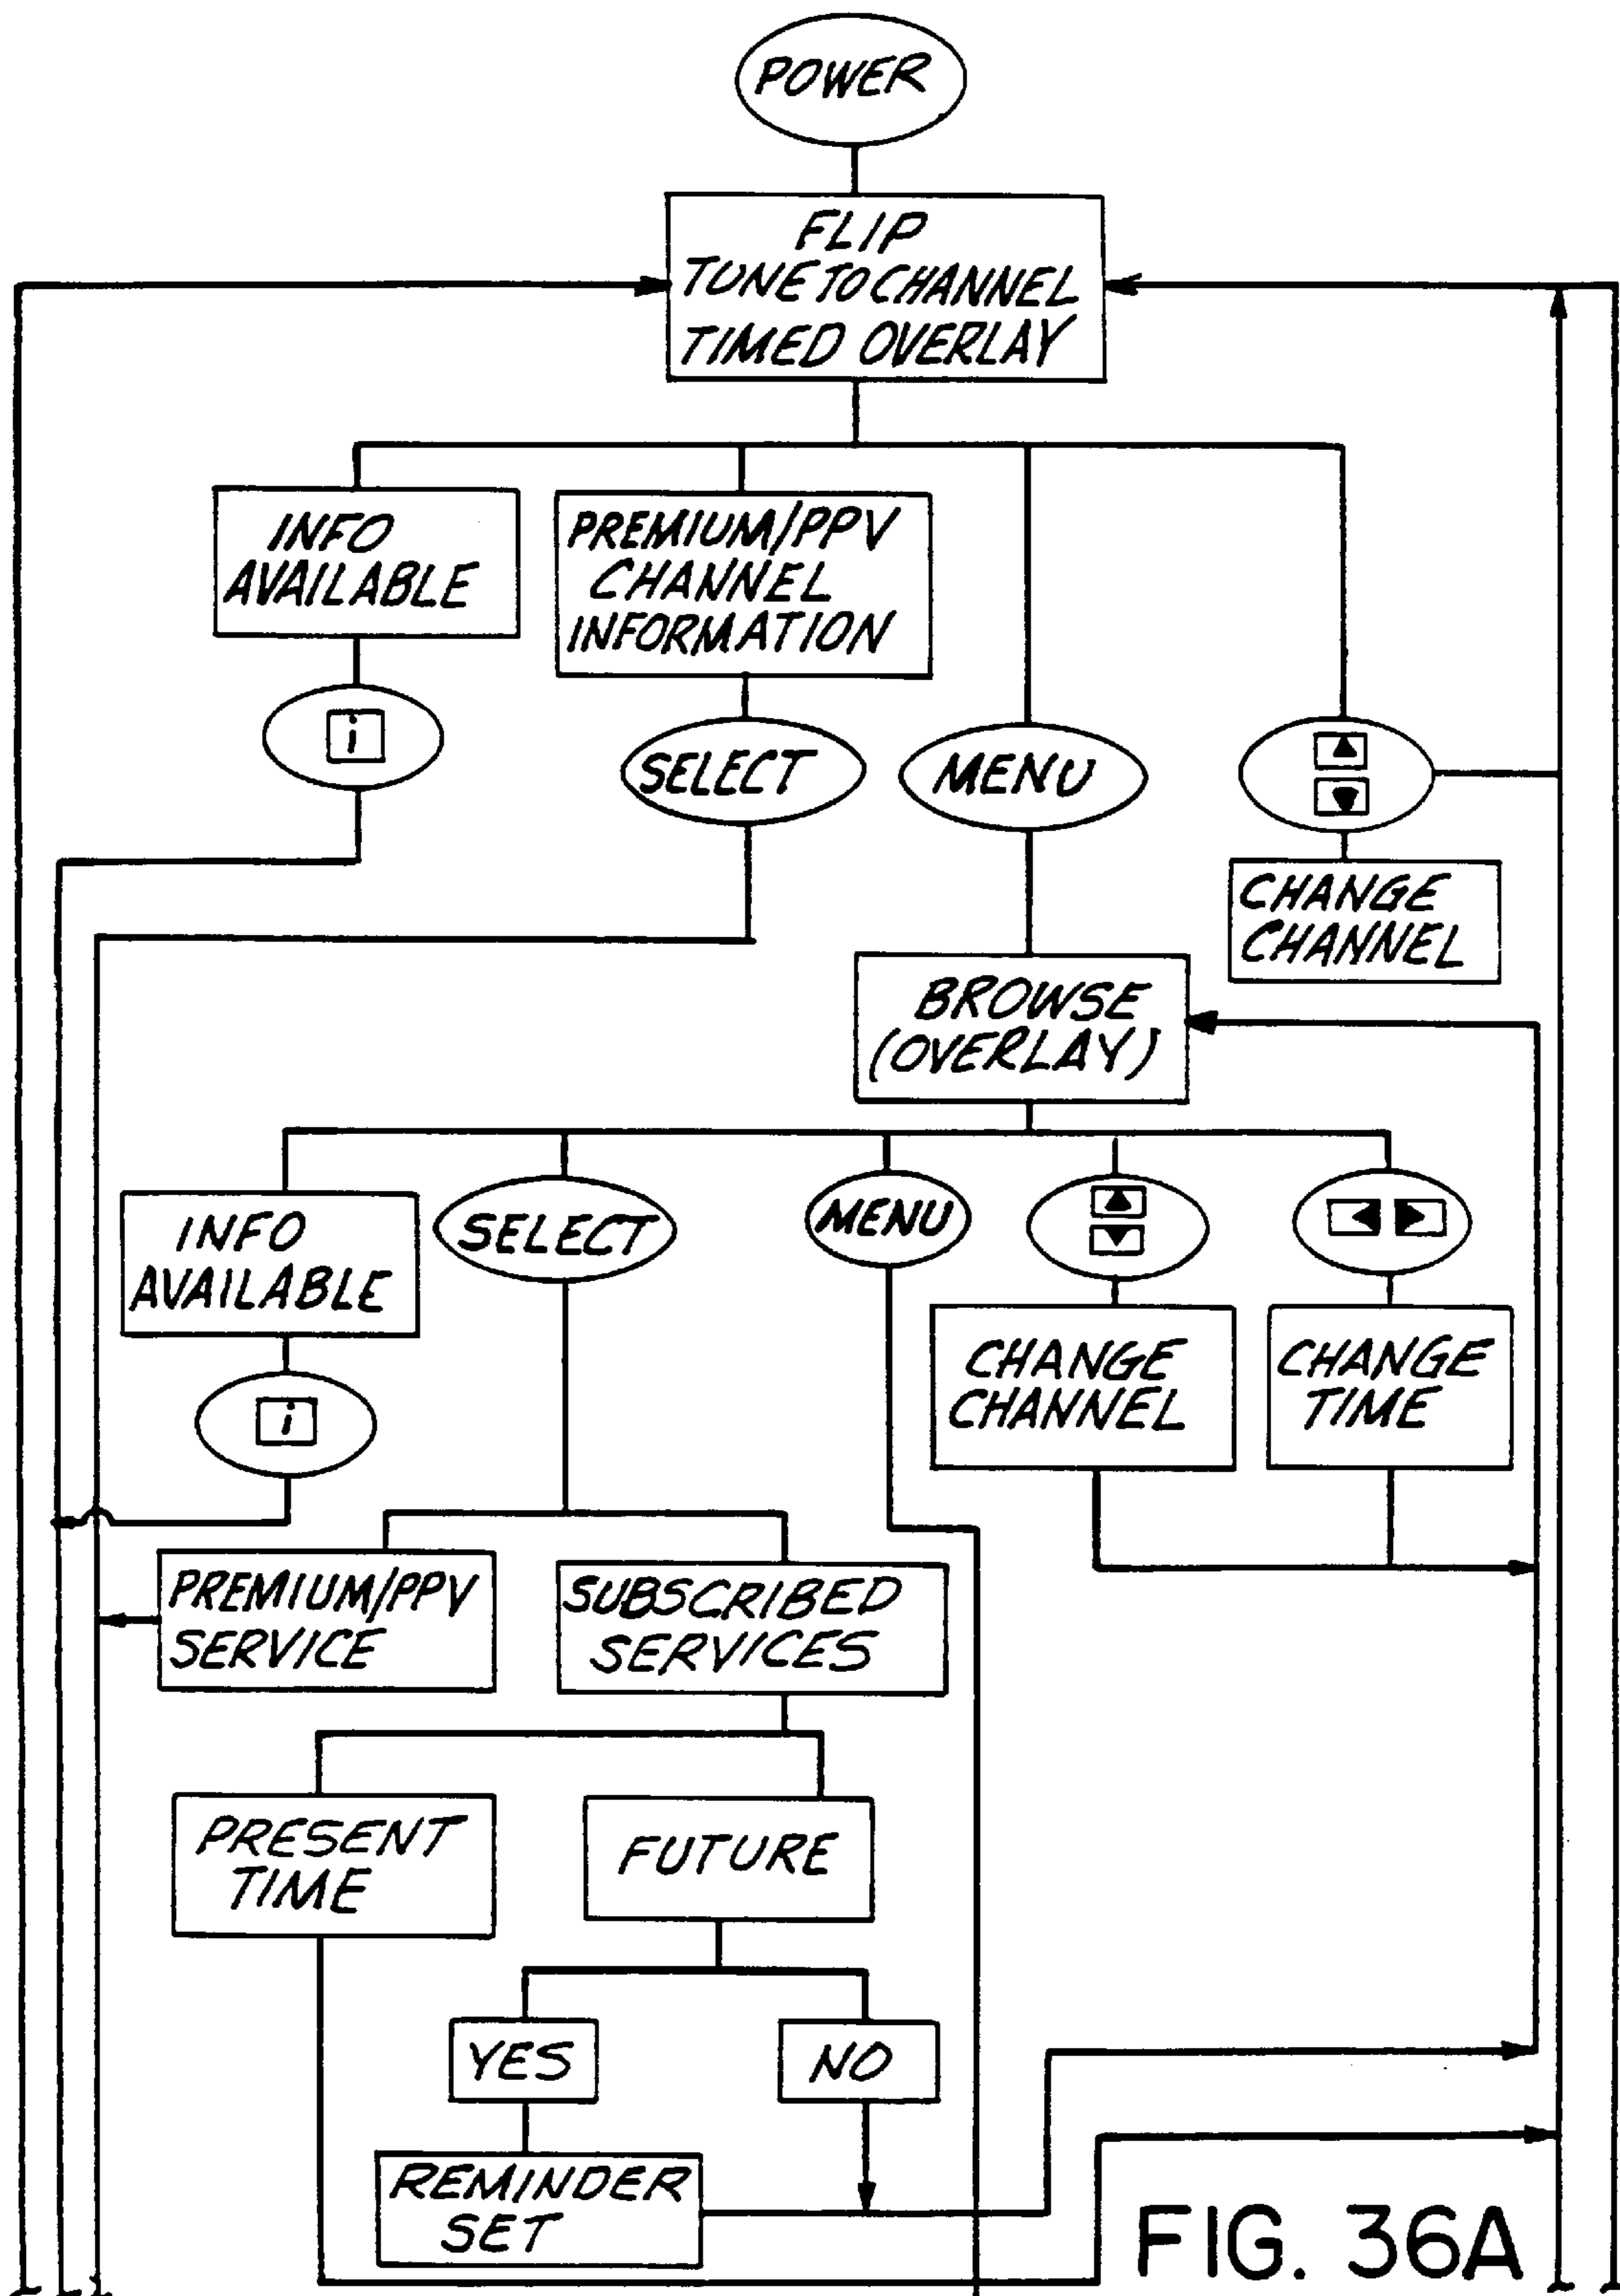 POWER
FLIP
TUNE TO CHANNEL
TIMED OVERLAY
INFO
AVAILABLE
PREMIUM/PPV
CHANNEL
INFORMATION
i
SELECT
MENU
CHANGE
CHANNEL
BROWSE
(OVERLAY)
INFO
AVAILABLE
SELECT
MENU
CHANGE
CHANNEL
CHANGE
TIME
i
PREMIUM/PPV
SERVICE
SUBSCRIBED
SERVICES
PRESENT
TIME
FUTURE
YES
NO
REMINDER
SET
FIG. 36A